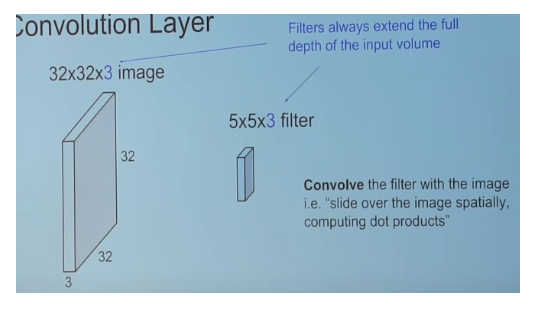 Convolution Layer
Filters always extend the full
depth of the input volume
32x32x3 image
5x5x3 filter
32
Convolve the filter with the image
i.e. "slide over the image spatially,
computing dot products"
32
3